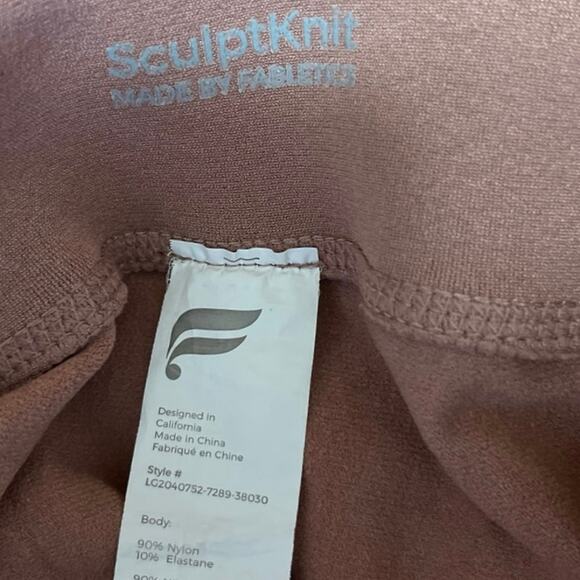 SculptKnit
MADE BY FABLETICS
Designed in
California
Made in China
Fabriqué en Chine
Style #
LG2040752-7289-38030
Body:
90% Nylon
10% Elastane
90%